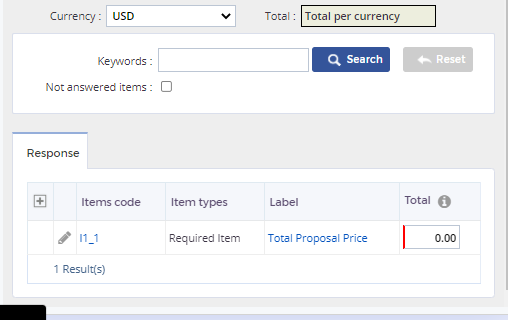 Currency : USD Total : Total per currency
Keywords : Search Reset
Not answered items :
Response
Items code Item types Label Total
I1_1 Required Item Total Proposal Price 0.00
1 Result(s)